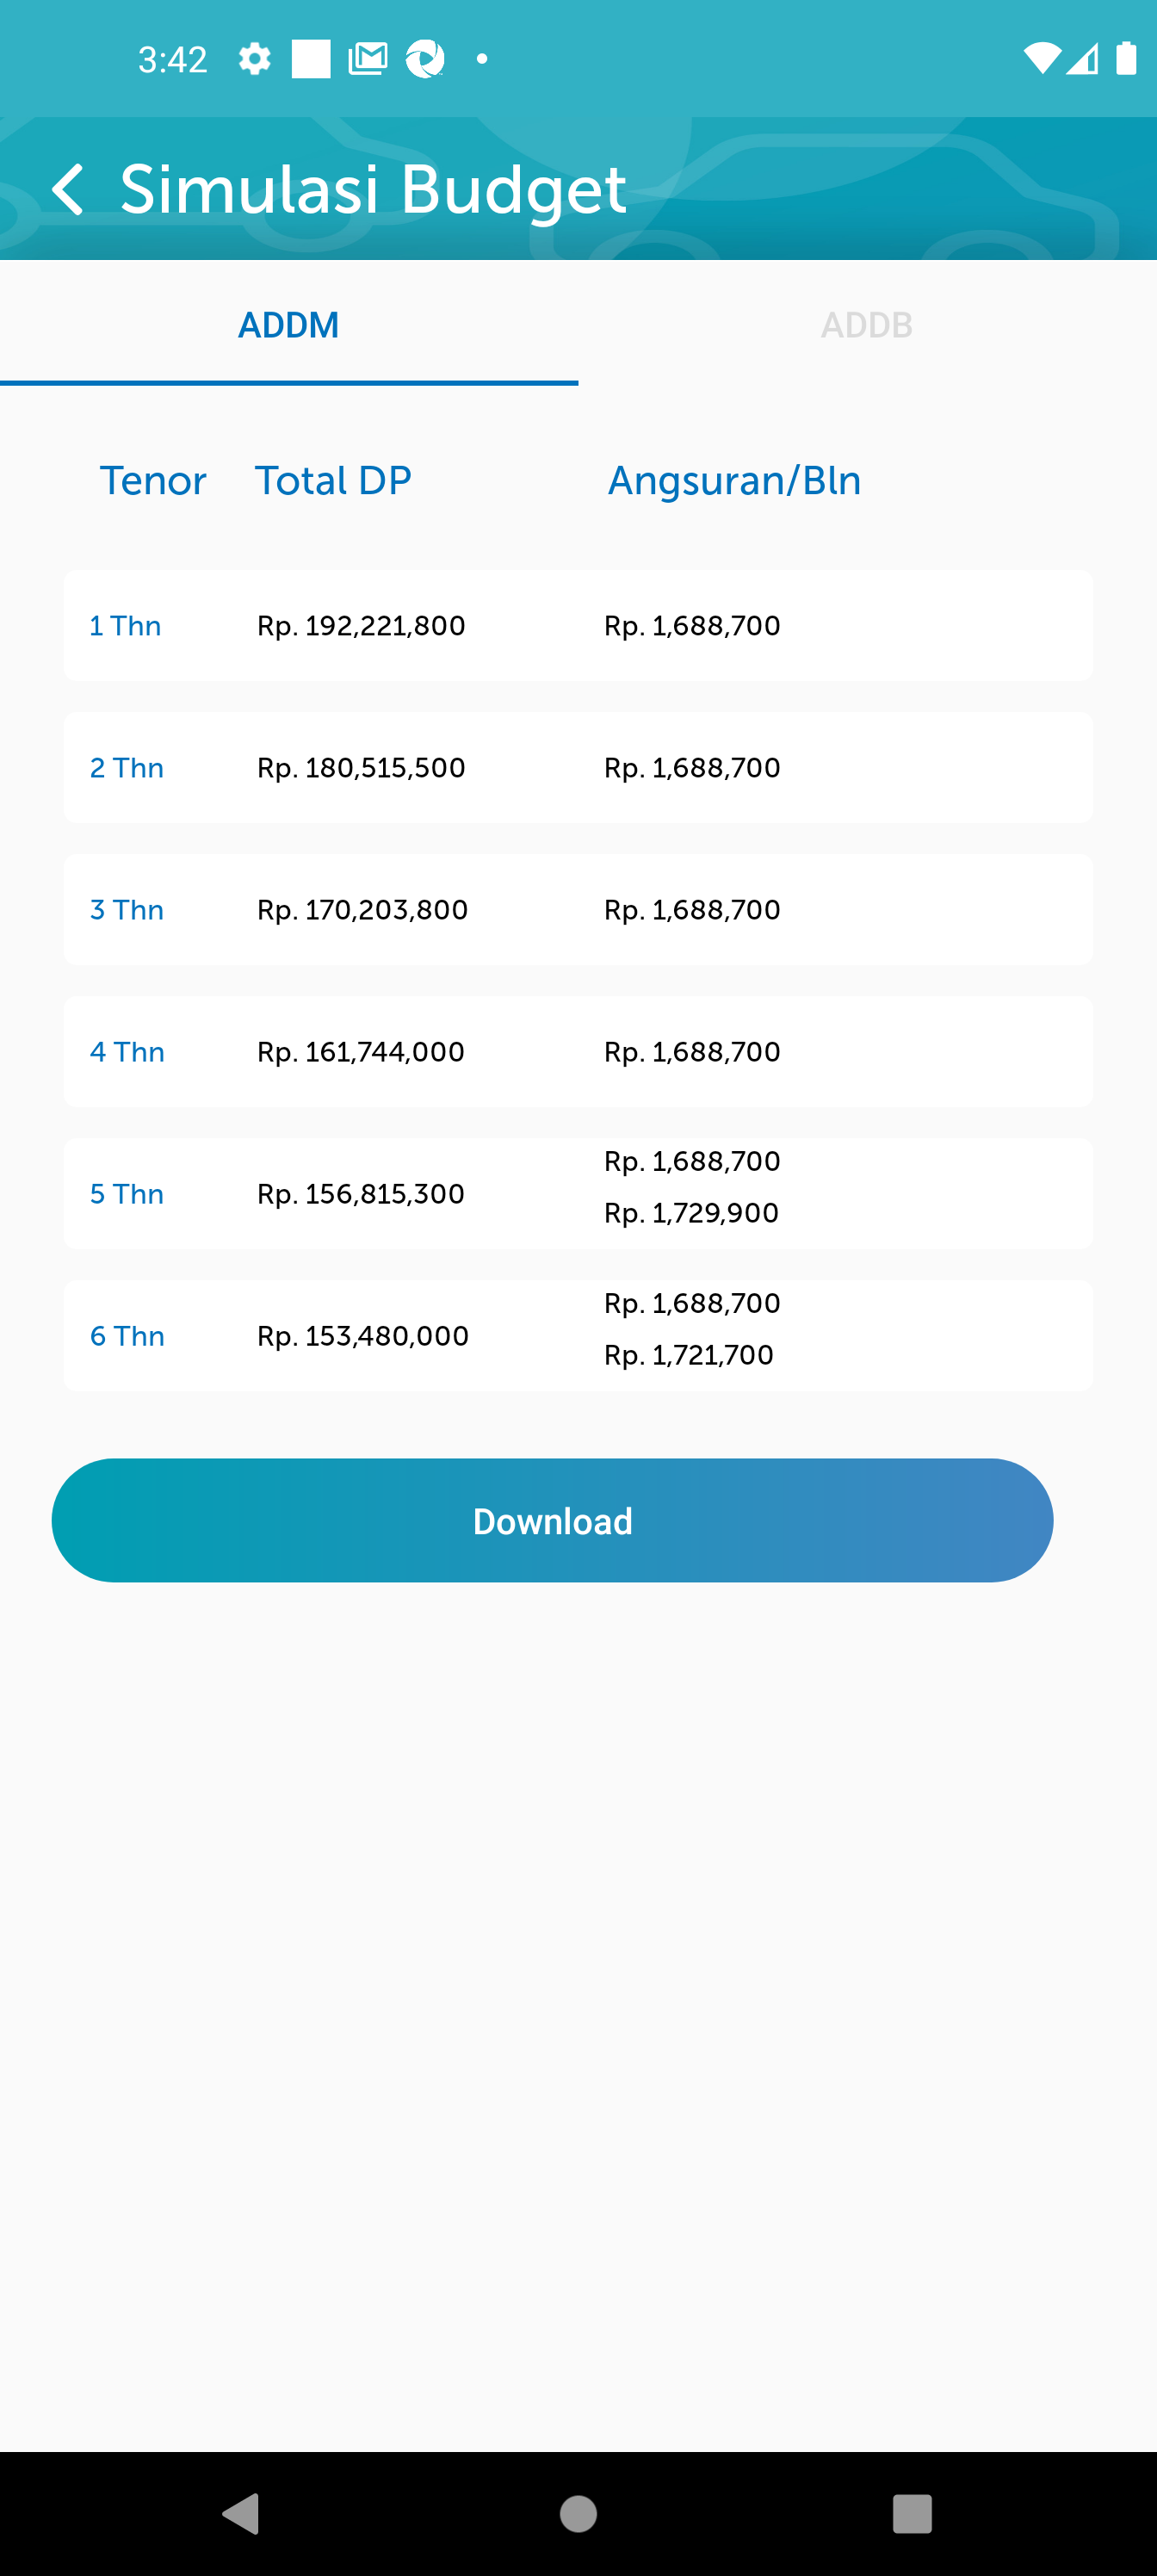 3:42
Simulasi Budget
ADDM ADDB
Tenor Total DP Angsuran/Bln
1 Thn Rp. 192,221,800 Rp. 1,688,700
2 Thn Rp. 180,515,500 Rp. 1,688,700
3 Thn Rp. 170,203,800 Rp. 1,688,700
4 Thn Rp. 161,744,000 Rp. 1,688,700
5 Thn Rp. 156,815,300 Rp. 1,688,700
Rp. 1,729,900
6 Thn Rp. 153,480,000 Rp. 1,688,700
Rp. 1,721,700
Download